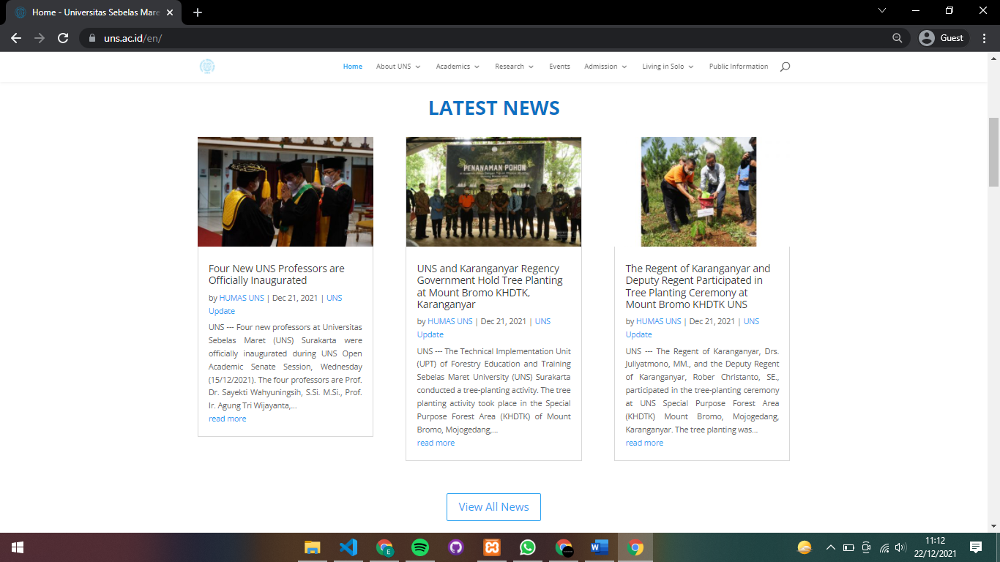 Home - Universitas Sebelas Mare
uns.ac.id/en/
Guest
Home
About UNS
Academics
Research
Events
Admission
Living in Solo
Public Information
LATEST NEWS
PENANAMAN POHON
Four New UNS Professors are
Officially Inaugurated
by HUMAS UNS | Dec 21, 2021 | UNS
Update
UNS --- Four new professors at Universitas
Sebelas Maret (UNS) Surakarta were
officially inaugurated during UNS Open
Academic Senate Session, Wednesday
(15/12/2021). The four professors are Prof.
Dr. Sayekti Wahyuningsih, S.Si. M.Si., Prof.
Ir. Agung Tri Wijayanta,...
read more
UNS and Karanganyar Regency
Government Hold Tree Planting
at Mount Bromo KHDTK,
Karanganyar
by HUMAS UNS | Dec 21, 2021 | UNS
Update
UNS --- The Technical Implementation Unit
(UPT) of Forestry Education and Training
Sebelas Maret University (UNS) Surakarta
conducted a tree-planting activity. The tree
planting activity took place in the Special
Purpose Forest Area (KHDTK) of Mount
Bromo, Mojogedang,...
read more
The Regent of Karanganyar and
Deputy Regent Participated in
Tree Planting Ceremony at
Mount Bromo KHDTK UNS
by HUMAS UNS | Dec 21, 2021 | UNS
Update
UNS --- The Regent of Karanganyar, Drs.
Juliyatmono, MM., and the Deputy Regent
of Karanganyar, Rober Christanto, SE.,
participated in the tree-planting ceremony
at UNS Special Purpose Forest Area
(KHDTK) Mount Bromo, Mojogedang,
Karanganyar. The tree planting was...
read more
View All News
11:12
22/12/2021